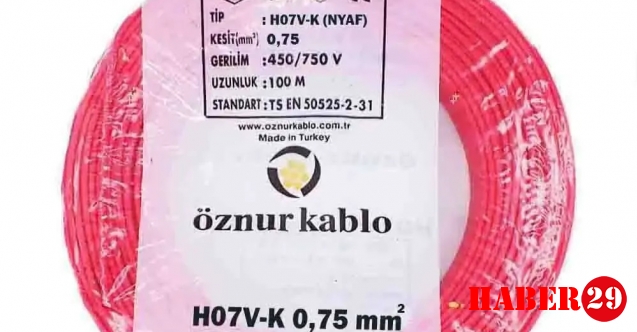 TİP : H07V-K (NYAF)
KESİT(mm²) : 0,75
GERİLİM : 450/750 V
UZUNLUK : 100 M
STANDART : TS EN 50525-2-31
www.oznurkablo.com.tr
Made in Turkey
öznur kablo
H07V-K 0,75 mm²
HABER29